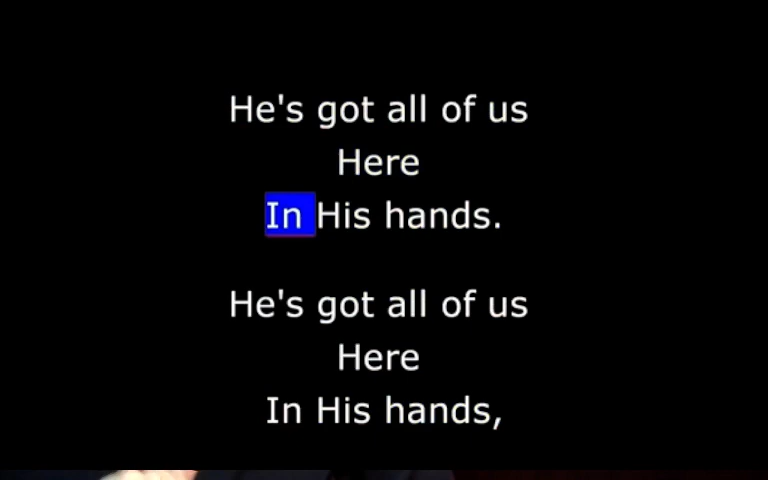 He's got all of us
Here
In His hands.
He's got all of us
Here
In His hands,